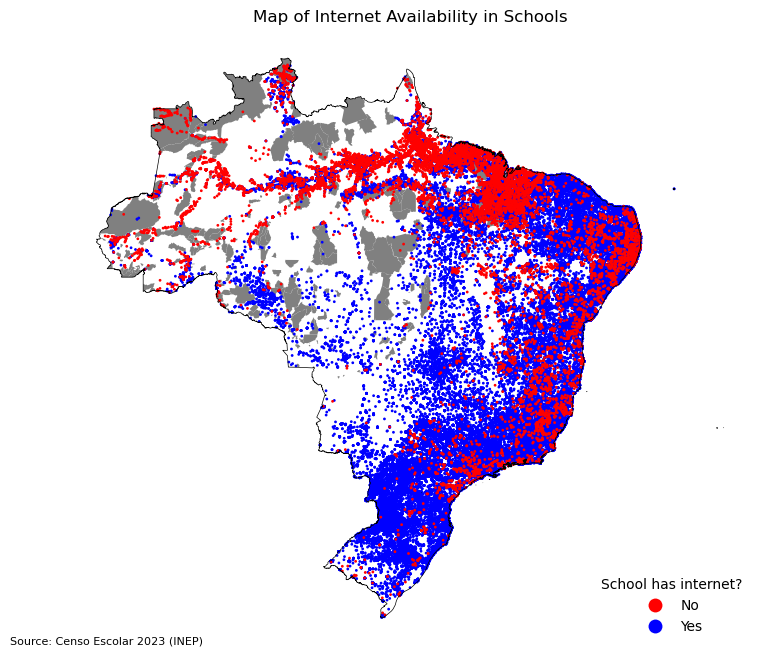 Map of Internet Availability in Schools
School has internet?
No
Yes
Source: Censo Escolar 2023 (INEP)